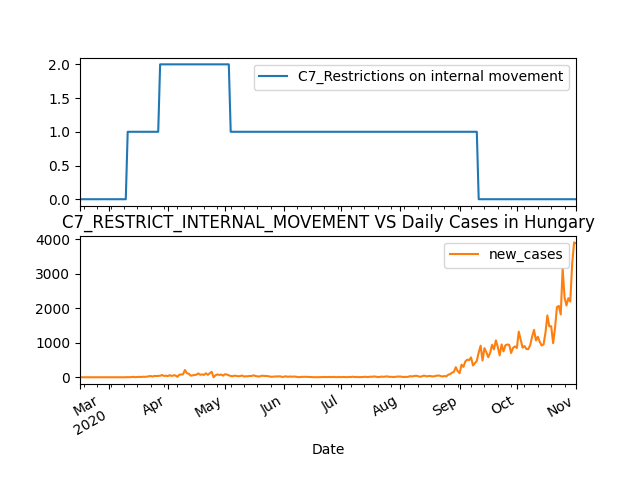 2.0
1.5
1.0
0.5
0.0
C7_Restrictions on internal movement
C7_RESTRICT_INTERNAL_MOVEMENT VS Daily Cases in Hungary
4000
3000
2000
1000
0
new_cases
Mar
2020
Apr
May
Jun
Jul
Aug
Sep
Oct
Nov
Date